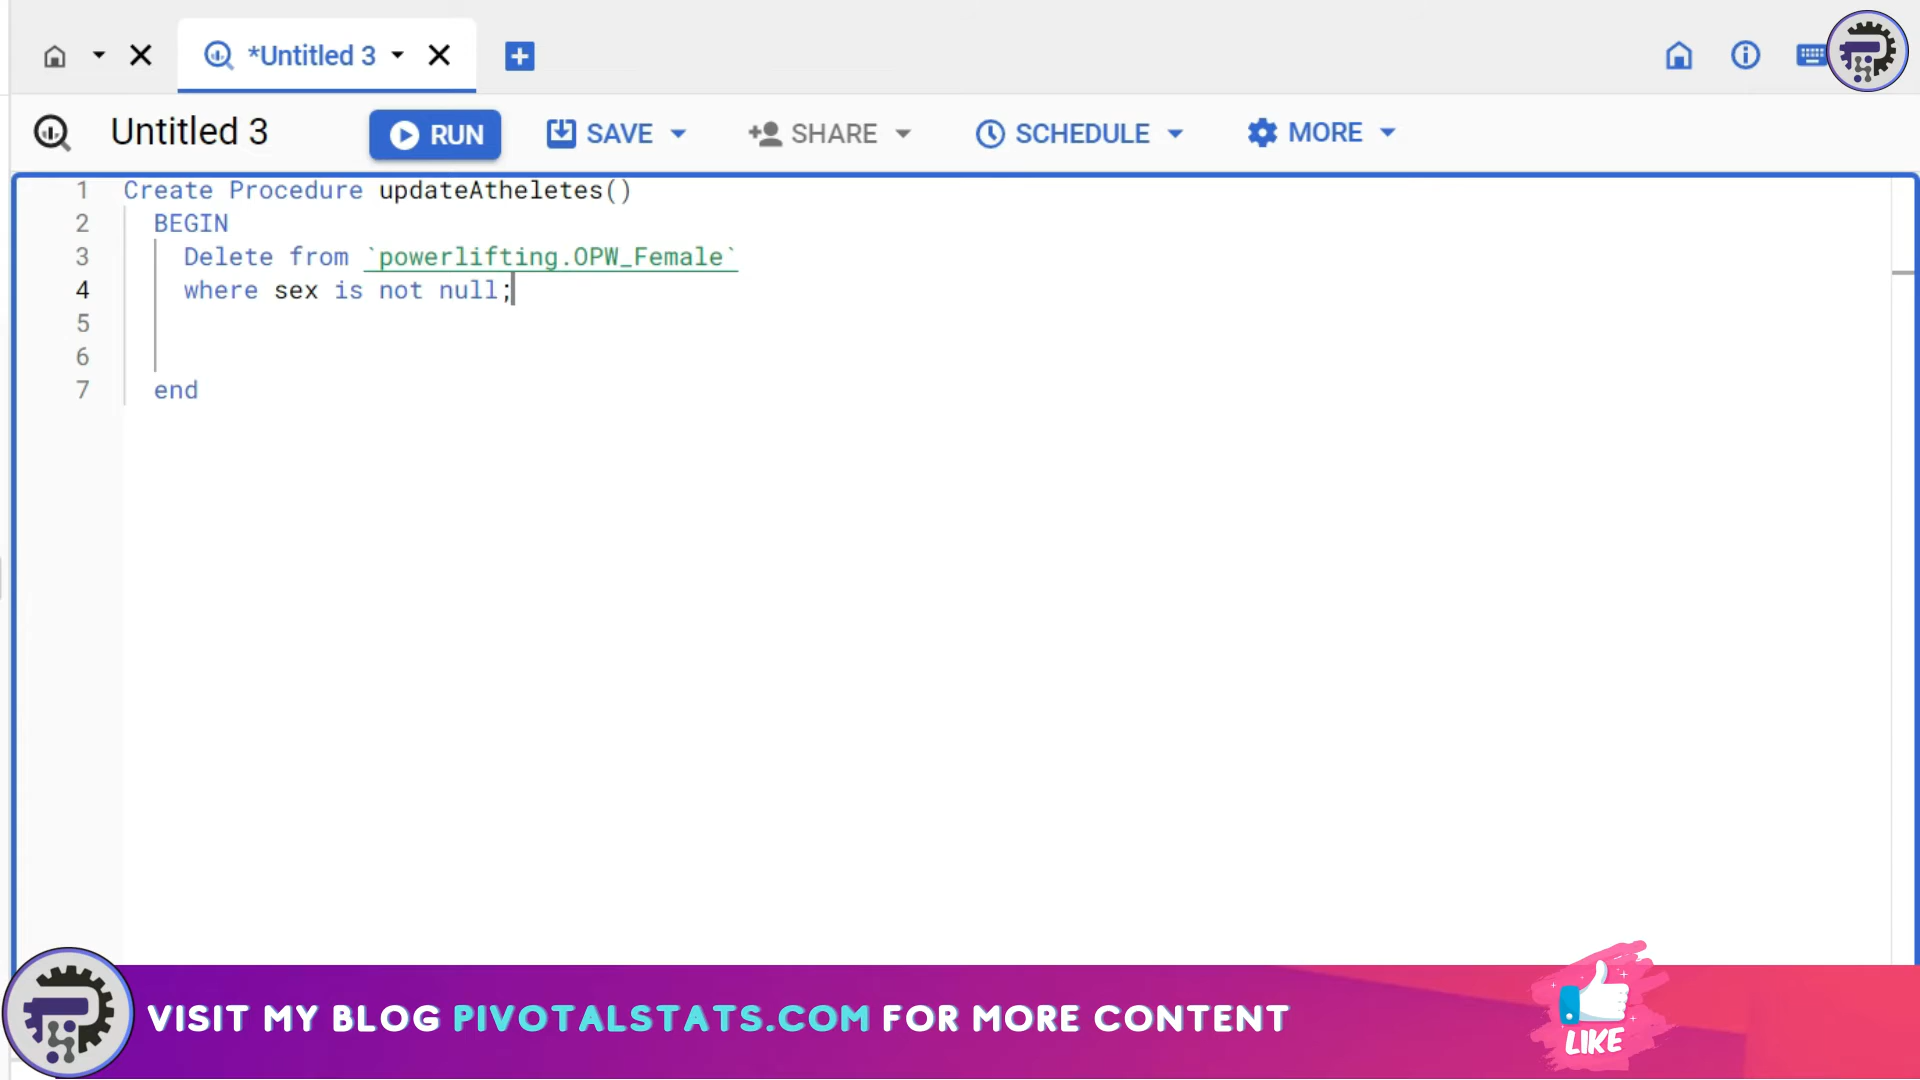 *Untitled 3
Untitled 3
RUN
SAVE
SHARE
SCHEDULE
MORE
1 Create Procedure updateAtheletes()
2 BEGIN
3 Delete from `powerlifting.OPW_Female`
4 where sex is not null;
5
6
7 end
VISIT MY BLOG PIVOTALSTATS.COM FOR MORE CONTENT
LIKE